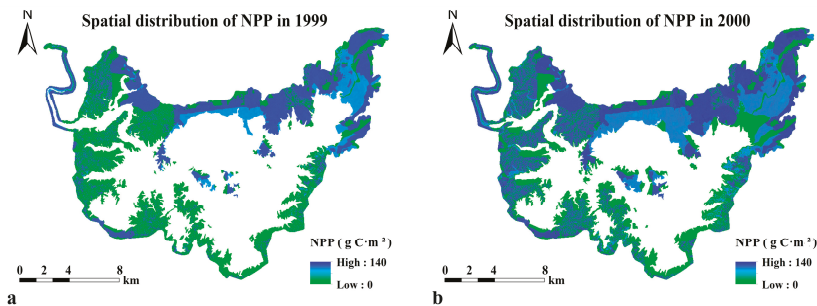 N
Spatial distribution of NPP in 1999
NPP ( g C·m ² )
High : 140
Low : 0
0 2 4 8
km
a
N
Spatial distribution of NPP in 2000
NPP ( g C·m ² )
High : 140
Low : 0
0 2 4 8
km
b